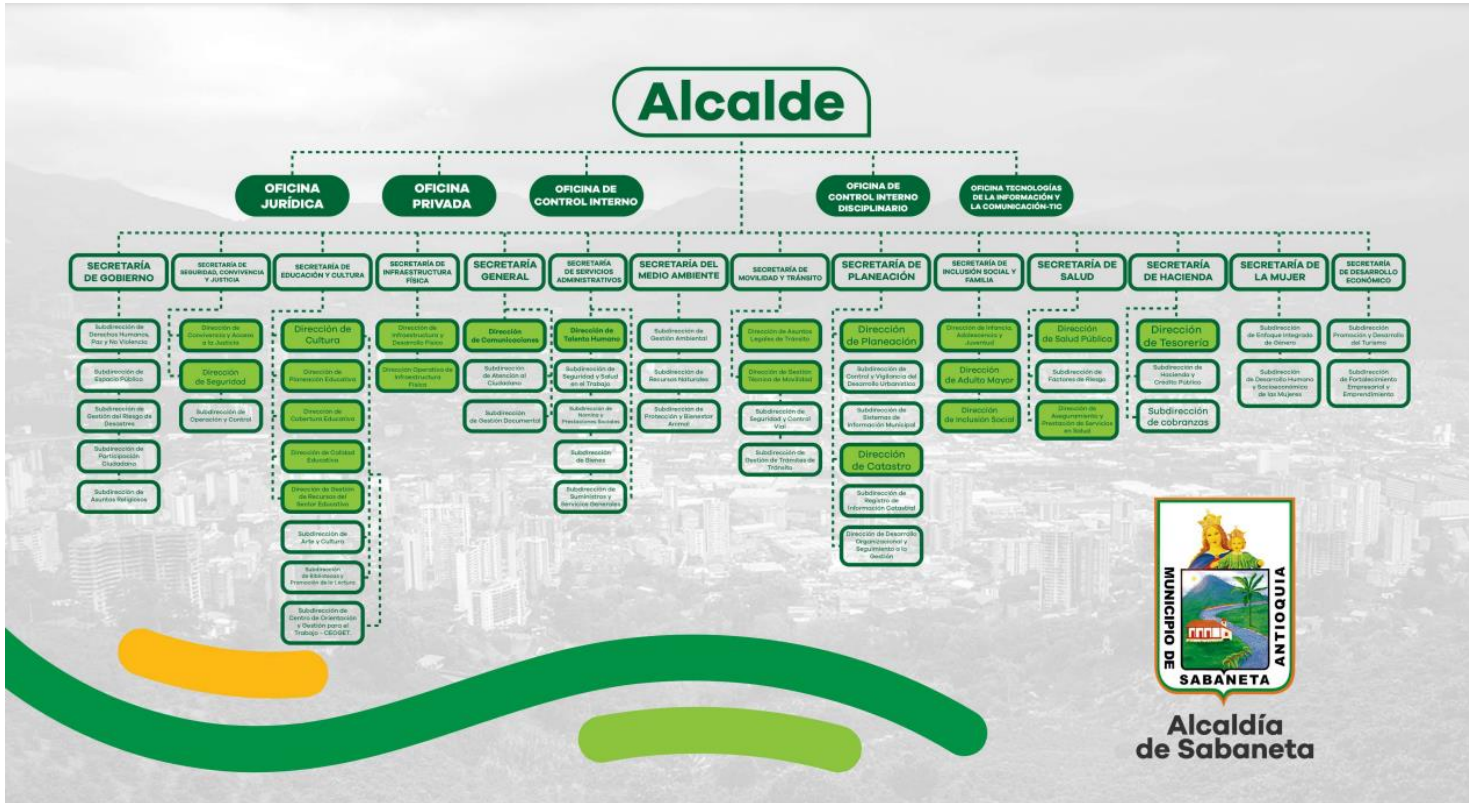 Alcalde
OFICINA
JURÍDICA
OFICINA
PRIVADA
OFICINA DE
CONTROL INTERNO
OFICINA DE
CONTROL INTERNO
DISCIPLINARIO
OFICINA TECNOLOGÍAS
DE LA INFORMACIÓN Y
LA COMUNICACIÓN-TIC
SECRETARÍA
DE GOBIERNO
SECRETARÍA DE
SEGURIDAD, CONVIVENCIA
Y JUSTICIA
SECRETARÍA DE
EDUCACIÓN Y CULTURA
SECRETARÍA DE
INFRAESTRUCTURA
FÍSICA
SECRETARÍA
GENERAL
SECRETARÍA
DE SERVICIOS
ADMINISTRATIVOS
SECRETARÍA DEL
MEDIO AMBIENTE
SECRETARÍA DE
MOVILIDAD Y TRÁNSITO
SECRETARÍA DE
PLANEACIÓN
SECRETARÍA DE
INCLUSIÓN SOCIAL Y
FAMILIA
SECRETARÍA DE
SALUD
SECRETARÍA
DE HACIENDA
SECRETARÍA DE
LA MUJER
SECRETARÍA
DE DESARROLLO
ECONÓMICO
Subdirección de
Derechos Humanos,
Paz y No Violencia
Subdirección de
Espacio Público
Subdirección de
Gestión del Riesgo de
Desastres
Subdirección de
Participación
Ciudadana
Subdirección de
Asuntos Religiosos
Dirección de
Convivencia y Acceso
a la Justicia
Dirección
de Seguridad
Subdirección de
Operación y Control
Dirección de
Cultura
Dirección de
Planeación Educativa
Dirección de
Cobertura Educativa
Dirección de Calidad
Educativa
Dirección de Gestión
de Recursos del
Sector Educativo
Subdirección de
Arte y Cultura
Subdirección
de Bibliotecas y
Promoción de la Lectura
Subdirección de
Centro de Orientación
y Gestión para el
Trabajo - CEOGET.
Dirección de
Infraestructura y
Desarrollo Físico
Dirección Operativa de
Infraestructura
Física
Dirección
de Comunicaciones
Subdirección
de Atención al
Ciudadano
Subdirección
de Gestión Documental
Dirección de
Talento Humano
Subdirección de
Seguridad y Salud
en el Trabajo
Subdirección de
Nómina y
Prestaciones Sociales
Subdirección
de Bienes
Subdirección de
Suministros y
Servicios Generales
Subdirección de
Gestión Ambiental
Subdirección de
Recursos Naturales
Subdirección de
Protección y Bienestar
Animal
Dirección de Asuntos
Legales de Tránsito
Dirección de Gestión
Técnica de Movilidad
Subdirección de
Seguridad y Control
Vial
Subdirección de
Gestión de Trámites de
Tránsito
Dirección
de Planeación
Subdirección de
Control y Vigilancia del
Desarrollo Urbanístico
Subdirección de
Sistemas de
Información Municipal
Dirección
de Catastro
Subdirección de
Registro de
Información Catastral
Dirección de Desarrollo
Organizacional y
Seguimiento a la
Gestión
Dirección de Infancia,
Adolescencia y
Juventud
Dirección
de Adulto Mayor
Dirección
de Inclusión Social
Dirección
de Salud Pública
Subdirección de
Factores de Riesgo
Dirección de
Aseguramiento y
Prestación de Servicios
en Salud
Dirección
de Tesorería
Subdirección de
Hacienda y
Crédito Público
Subdirección
de cobranzas
Subdirección
de Enfoque Integrado
de Género
Subdirección
de Desarrollo Humano
y Socioeconómico
de las Mujeres
Subdirección
Promoción y Desarrollo
del Turismo
Subdirección
de Fortalecimiento
Empresarial y
Emprendimiento
MUNICIPIO DE
SABANETA
ANTIOQUIA
Alcaldía
de Sabaneta